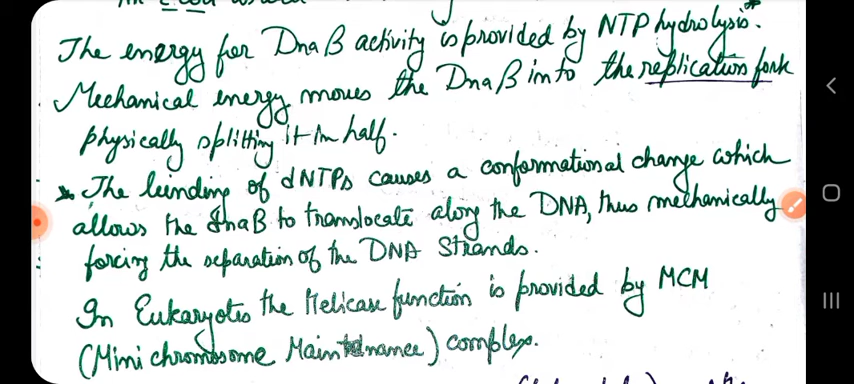 The energy for DnaB activity is provided by NTP hydrolysis.
Mechanical energy moves the DnaB into the replication fork
physically splitting it in half.
* The binding of dNTPs causes a conformational change which
allows the DnaB to translocate along the DNA, thus mechanically
forcing the separation of the DNA strands.
In Eukaryotes the Helicase function is provided by MCM
(Mini chromosome Maintenance) complex.